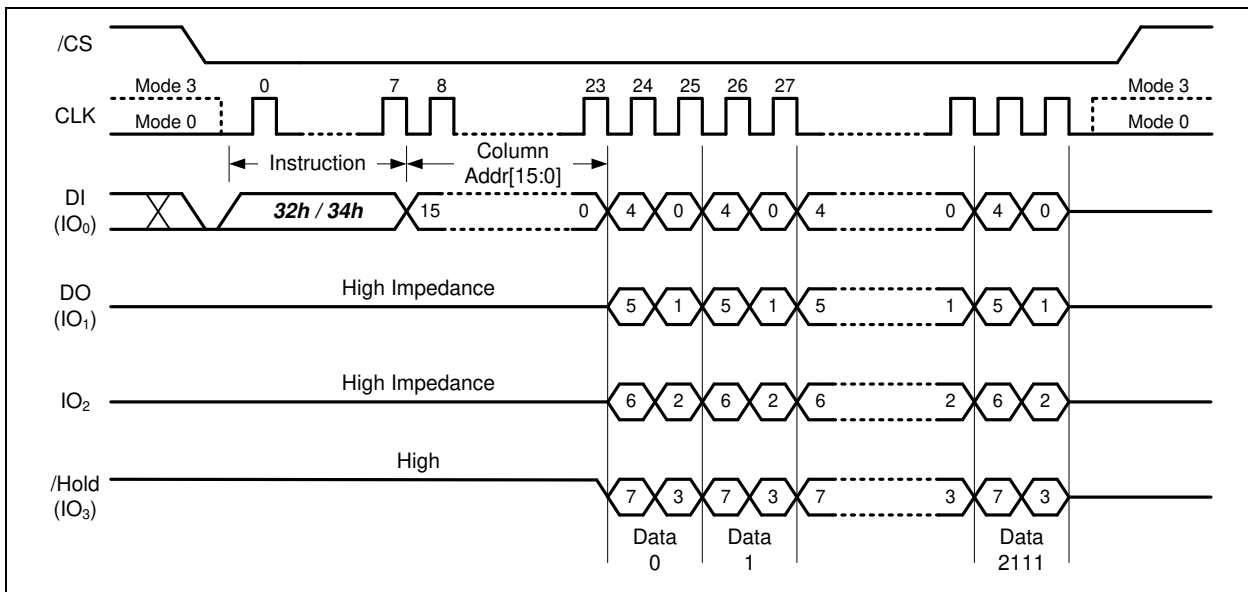 /CS
Mode 3 0 7 8 23 24 25 26 27 Mode 3
CLK
Mode 0 Mode 0
Instruction Column
Addr[15:0]
DI
(IO₀)
32h / 34h 15 0 4 0 4 0 4 0 4 0
High Impedance
DO
(IO₁)
5 1 5 1 5 1 5 1
High Impedance
IO₂ 6 2 6 2 6 2 6 2
High
/Hold
(IO₃)
7 3 7 3 7 3 7 3
Data Data Data
0 1 2111